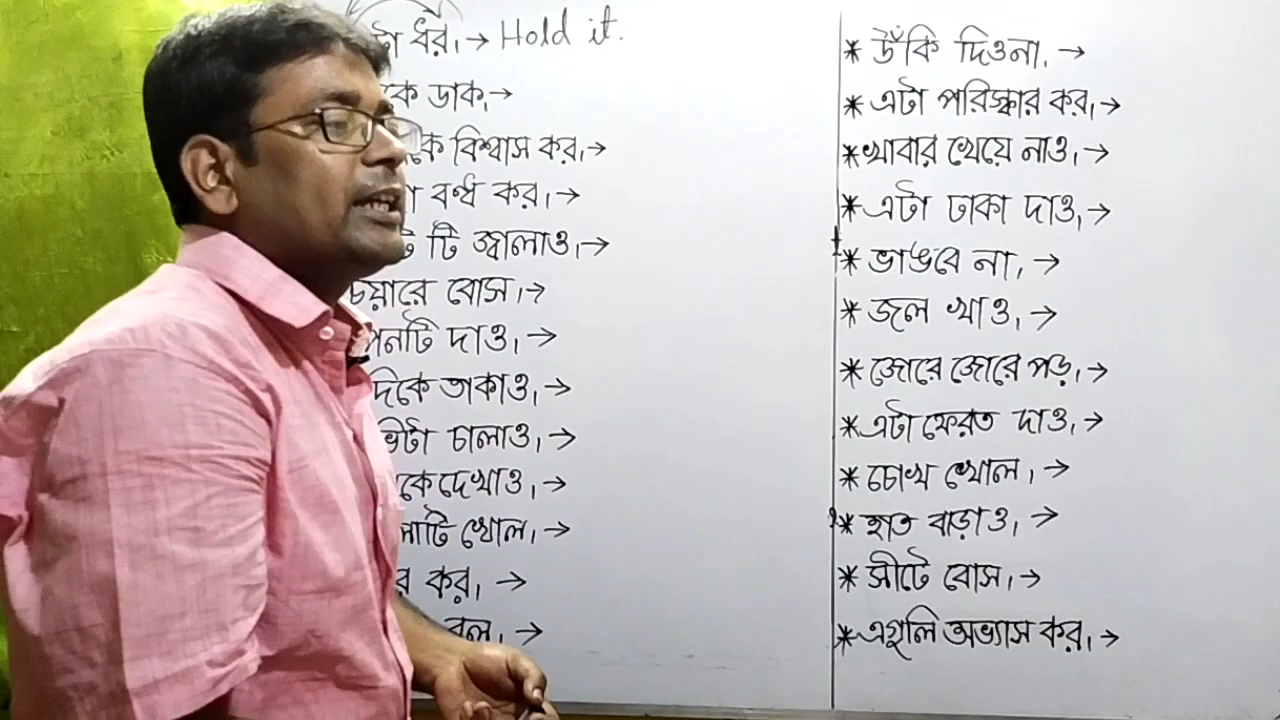 ধর।→ Hold it.
ডাক।→
বিশ্বাস কর।→
বন্ধ কর।→
টি জ্বালাও।→
বোস।→
দাও।→
তাকাও।→
চালাও।→
দেখাও।→
খোল।→
কর। →
বল। →
* উঁকি দিওনা। →
* এটা পরিস্কার কর।→
* খাবার খেয়ে নাও।→
* এটা ঢাকা দাও।→
* ভাঙবে না। →
* জল খাও।→
* জোরে জোরে পড়।→
* এটা ফেরত দাও।→
* চোখ খোল। →
* হাত বাড়াও। →
* সীটে বোস।→
* এগুলি অভ্যাস কর।→